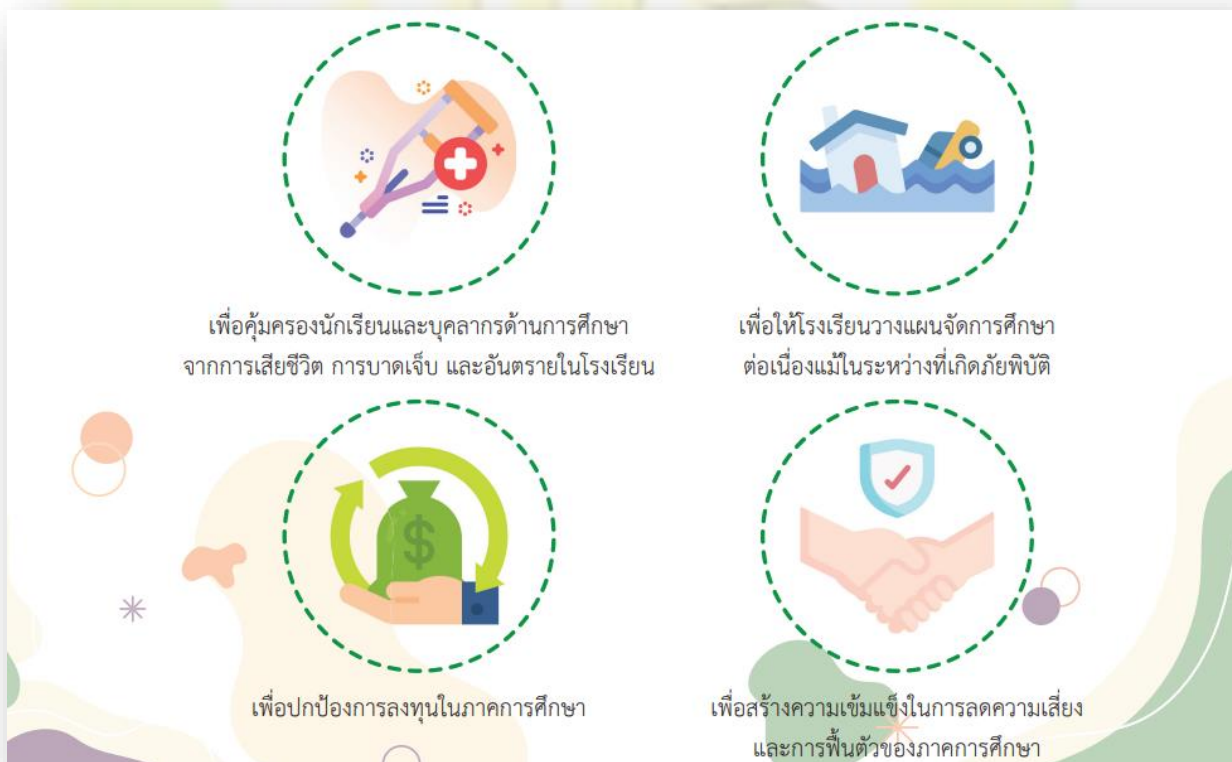 เพื่อคุ้มครองนักเรียนและบุคลากรด้านการศึกษา
จากการเสียชีวิต การบาดเจ็บ และอันตรายในโรงเรียน
เพื่อให้โรงเรียนวางแผนจัดการศึกษา
ต่อเนื่องแม้ในระหว่างที่เกิดภัยพิบัติ
$
เพื่อปกป้องการลงทุนในภาคการศึกษา
เพื่อสร้างความเข้มแข็งในการลดความเสี่ยง
และการฟื้นตัวของภาคการศึกษา